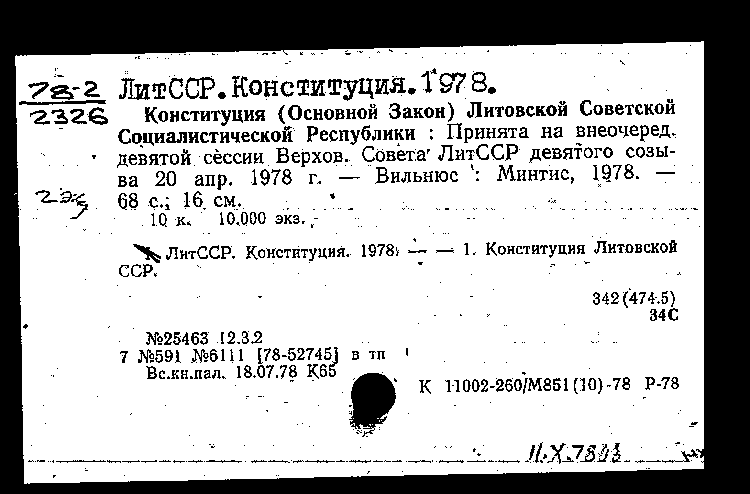 78-2 ЛитССР. Конституция. 1978.
2326 Конституция (Основной Закон) Литовской Советской
Социалистической Республики : Принята на внеочеред.
девятой сессии Верхов. Совета ЛитССР девятого созы-
ва 20 апр. 1978 г. — Вильнюс : Минтис, 1978. —
2э 68 с.; 16 см.
10 к. 10.000 экз.
ЛитССР. Конституция. 1978. — — 1. Конституция Литовской
ССР.
342(474.5)
34С
№25463 12.3.2
7 №591 №6111 [78-52745] в тп
Вс.кн.пал. 18.07.78 К65
К 11002-260/М851(10)-78 Р-78
11.X.78